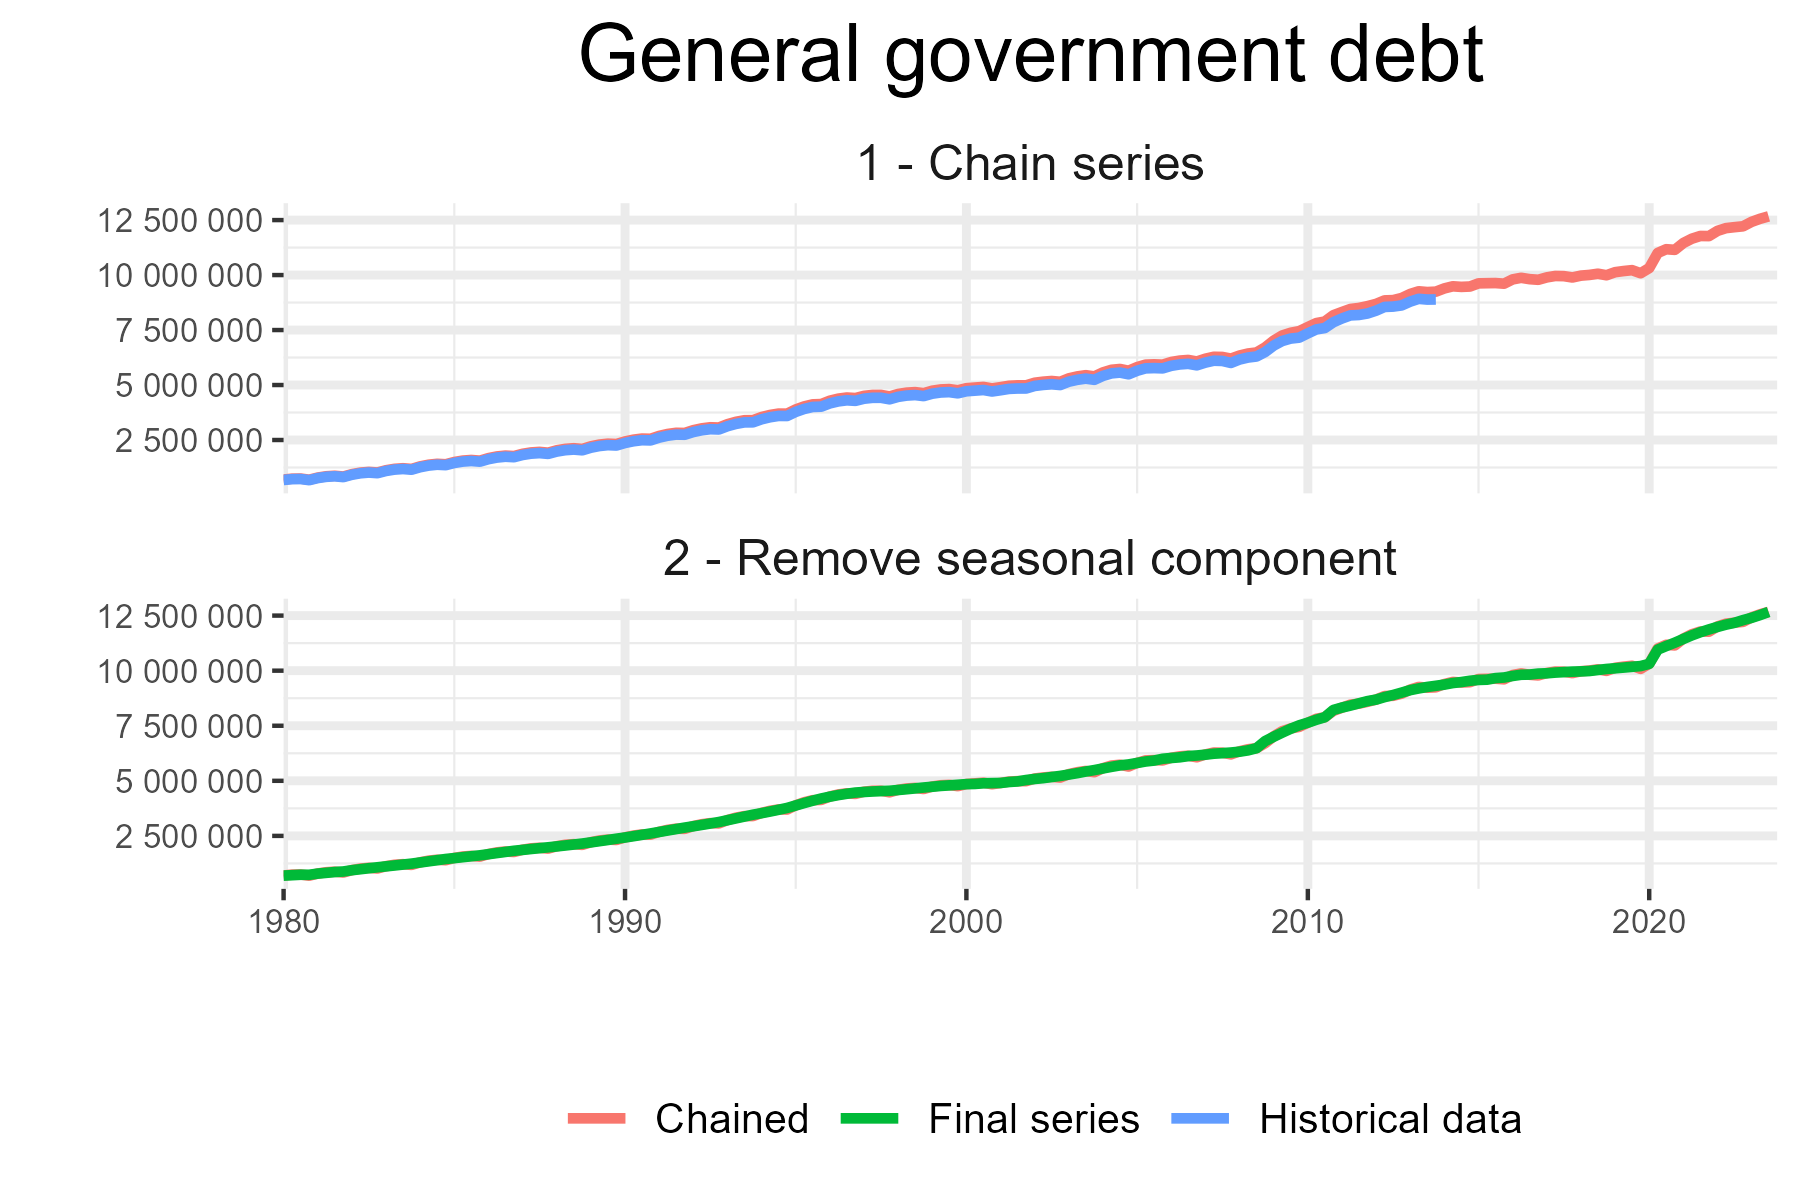 General government debt
1 - Chain series
12 500 000
10 000 000
7 500 000
5 000 000
2 500 000
2 - Remove seasonal component
12 500 000
10 000 000
7 500 000
5 000 000
2 500 000
1980 1990 2000 2010 2020
Chained Final series Historical data